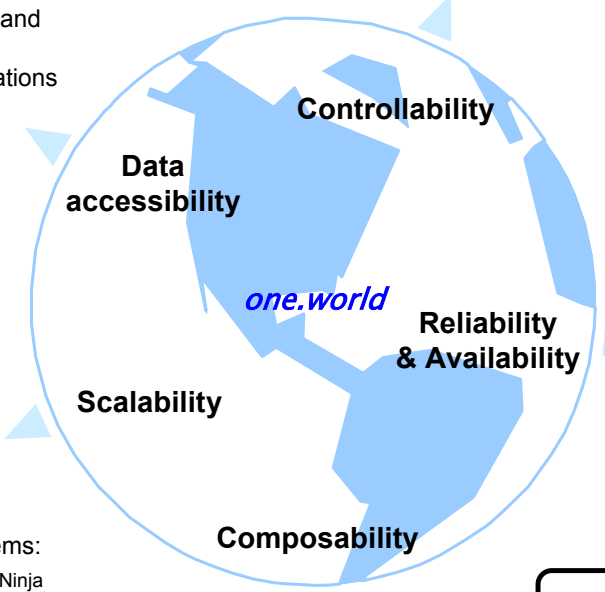 and
ations
Controllability
Data
accessibility
one.world
Reliability
& Availability
Scalability
Composability
ems:
Ninja